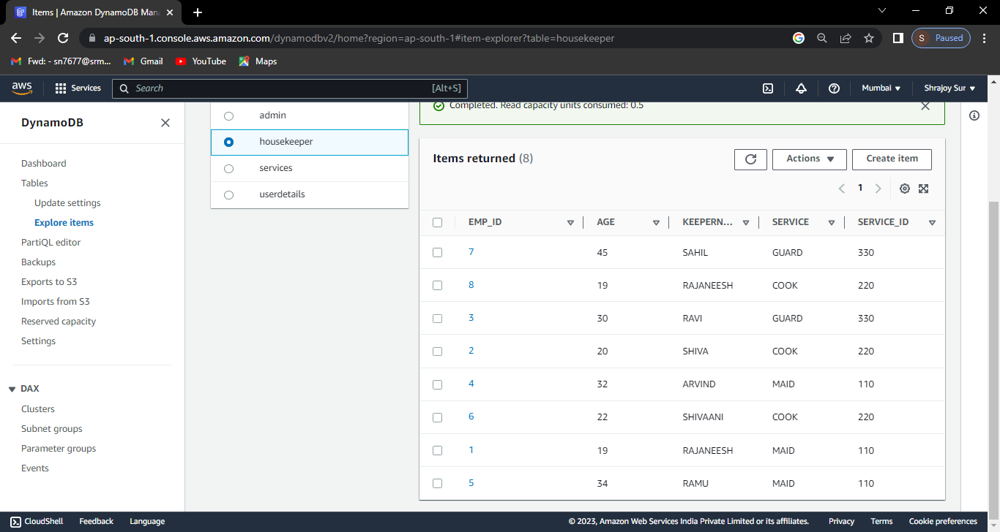 Items | Amazon DynamoDB Man
ap-south-1.console.aws.amazon.com/dynamodbv2/home?region=ap-south-1#item-explorer?table=housekeeper
S Paused
Fwd: - sn7677@srm... Gmail YouTube Maps
aws Services Search [Alt+S] Mumbai ▼ Shrajoy Sur ▼
DynamoDB
Dashboard
Tables
Update settings
Explore items
PartiQL editor
Backups
Exports to S3
Imports from S3
Reserved capacity
Settings
DAX
Clusters
Subnet groups
Parameter groups
Events
admin
housekeeper
services
userdetails
Completed. Read capacity units consumed: 0.5
Items returned (8)
Actions ▼ Create item
1
EMP_ID AGE KEEPERN... SERVICE SERVICE_ID
7 45 SAHIL GUARD 330
8 19 RAJANEESH COOK 220
3 30 RAVI GUARD 330
2 20 SHIVA COOK 220
4 32 ARVIND MAID 110
6 22 SHIVAANI COOK 220
1 19 RAJANEESH MAID 110
5 34 RAMU MAID 110
CloudShell Feedback Language © 2023, Amazon Web Services India Private Limited or its affiliates. Privacy Terms Cookie preferences